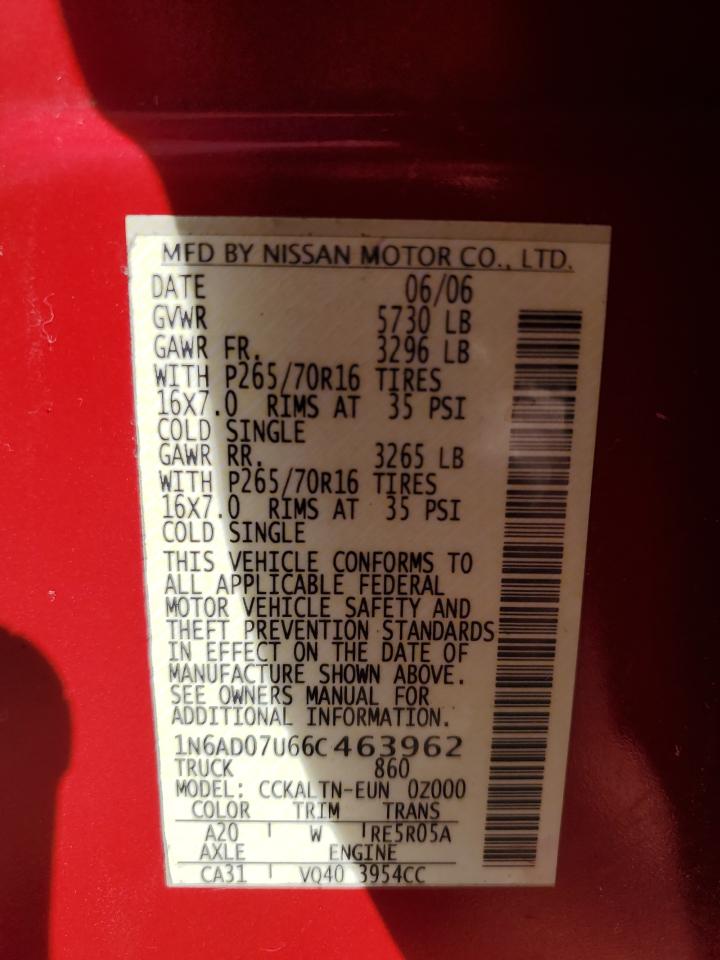 MFD BY NISSAN MOTOR CO., LTD.
DATE 06/06
GVWR 5730 LB
GAWR FR. 3296 LB
WITH P265/70R16 TIRES
16X7.0 RIMS AT 35 PSI
COLD SINGLE
GAWR RR. 3265 LB
WITH P265/70R16 TIRES
16X7.0 RIMS AT 35 PSI
COLD SINGLE
THIS VEHICLE CONFORMS TO
ALL APPLICABLE FEDERAL
MOTOR VEHICLE SAFETY AND
THEFT PREVENTION STANDARDS
IN EFFECT ON THE DATE OF
MANUFACTURE SHOWN ABOVE.
SEE OWNERS MANUAL FOR
ADDITIONAL INFORMATION.
1N6AD07U66C463962
TRUCK 860
MODEL: CCKALTN-EUN 0Z000
COLOR TRIM TRANS
A20 W RE5R05A
AXLE ENGINE
CA31 VQ40 3954CC